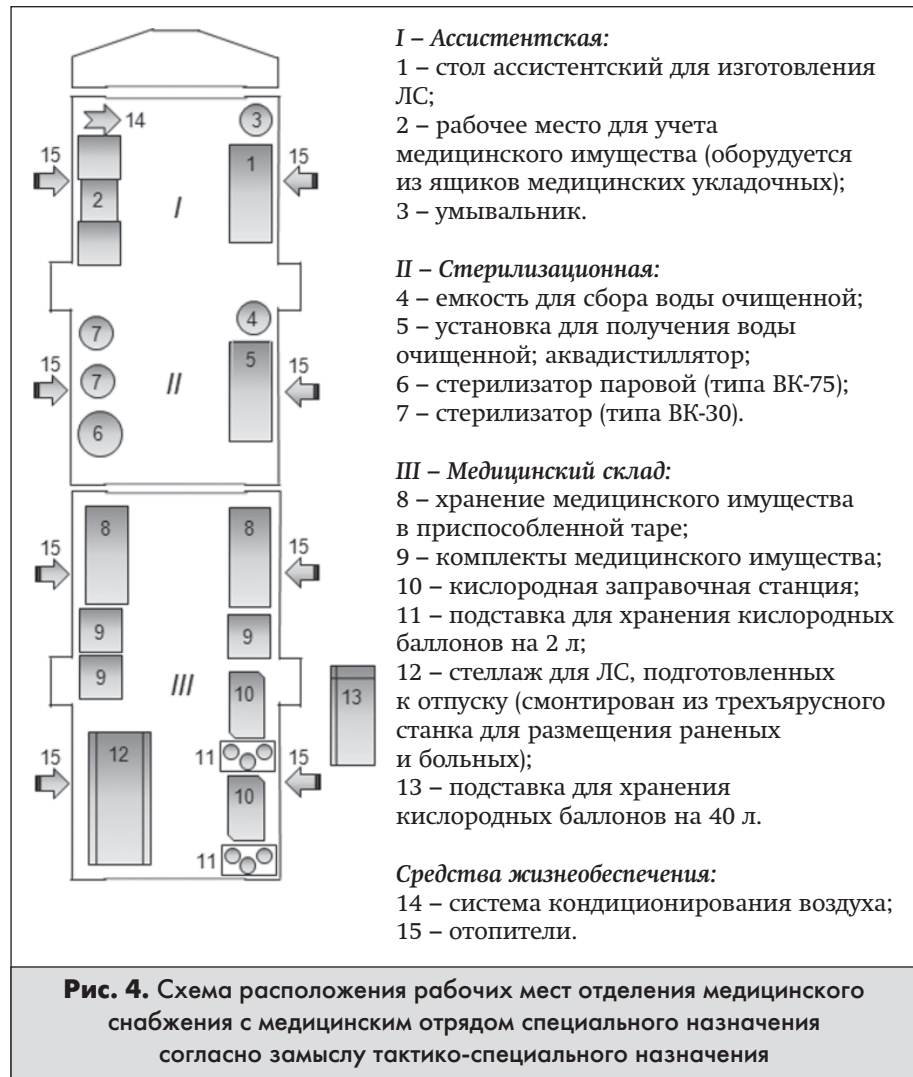 I – Ассистентская:
1 – стол ассистентский для изготовления
ЛС;
2 – рабочее место для учета
медицинского имущества (оборудуется
из ящиков медицинских укладочных);
3 – умывальник.
II – Стерилизационная:
4 – емкость для сбора воды очищенной;
5 – установка для получения воды
очищенной; аквадистиллятор;
6 – стерилизатор паровой (типа ВК-75);
7 – стерилизатор (типа ВК-30).
III – Медицинский склад:
8 – хранение медицинского имущества
в приспособленной таре;
9 – комплекты медицинского имущества;
10 – кислородная заправочная станция;
11 – подставка для хранения кислородных
баллонов на 2 л;
12 – стеллаж для ЛС, подготовленных
к отпуску (смонтирован из трехъярусного
станка для размещения раненых
и больных);
13 – подставка для хранения
кислородных баллонов на 40 л.
Средства жизнеобеспечения:
14 – система кондиционирования воздуха;
15 – отопители.
14 3
15 1 15
2 I
7 4
15 7 II 5 15
6
15 8 8 15
9 9
9 III 10 13
15 12 11 15
10
11
Рис. 4. Схема расположения рабочих мест отделения медицинского
снабжения с медицинским отрядом специального назначения
согласно замыслу тактико-специального назначения